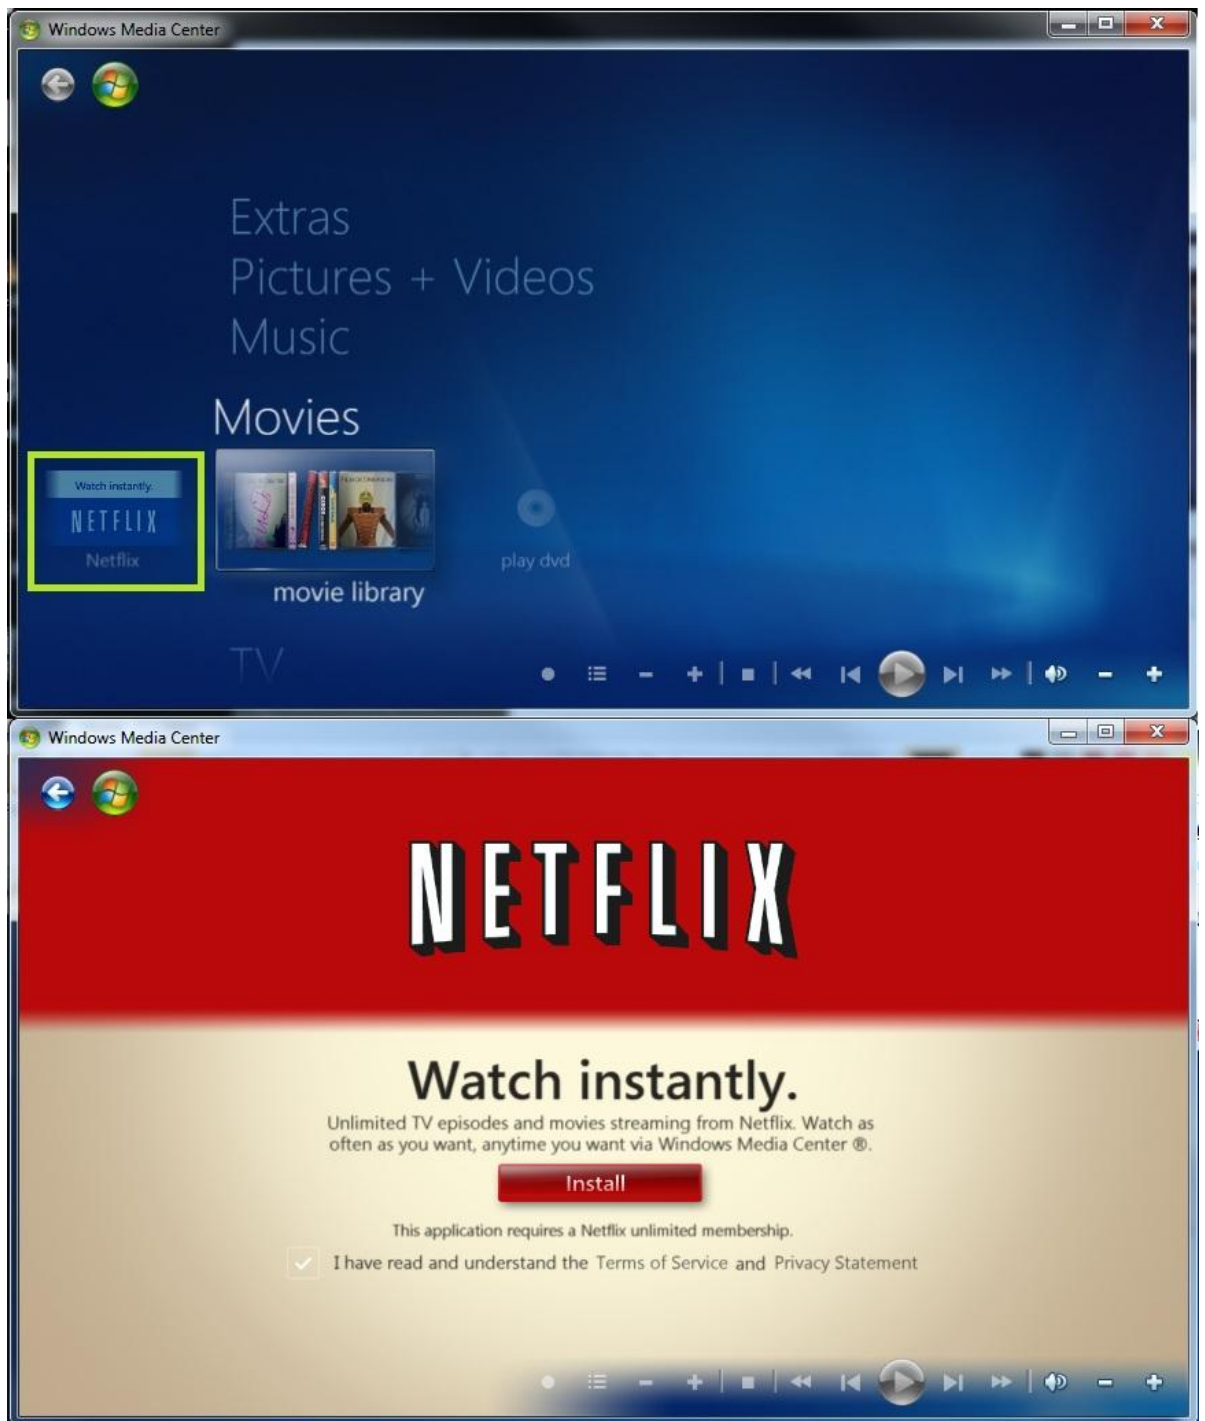 Windows Media Center
Extras
Pictures + Videos
Music
Movies
Watch instantly.
NETFLIX
Netflix
movie library
play dvd
TV
Windows Media Center
NETFLIX
Watch instantly.
Unlimited TV episodes and movies streaming from Netflix. Watch as
often as you want, anytime you want via Windows Media Center ®.
Install
This application requires a Netflix unlimited membership.
I have read and understand the Terms of Service and Privacy Statement